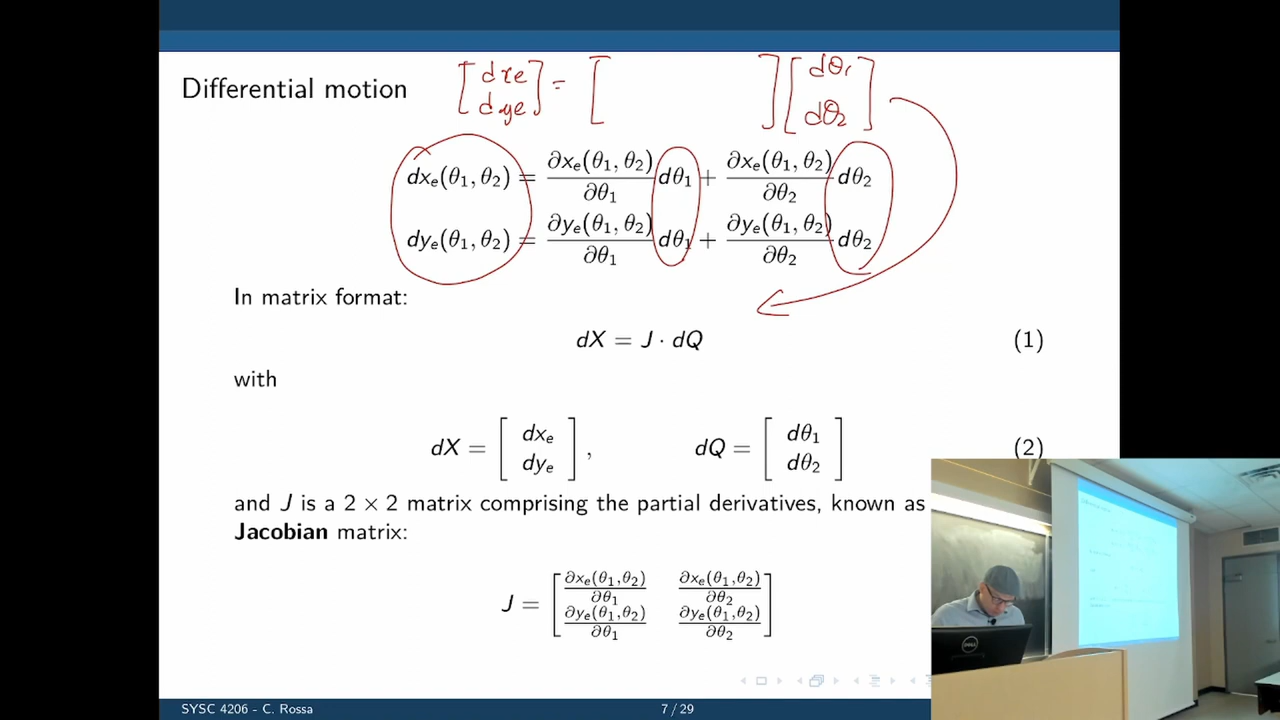 Differential motion
[dxe dye] = [ ] [dθ₁ dθ₂]
dxₑ(θ₁, θ₂) = ∂xₑ(θ₁, θ₂)/∂θ₁ dθ₁ + ∂xₑ(θ₁, θ₂)/∂θ₂ dθ₂
dyₑ(θ₁, θ₂) = ∂yₑ(θ₁, θ₂)/∂θ₁ dθ₁ + ∂yₑ(θ₁, θ₂)/∂θ₂ dθ₂
In matrix format:
dX = J · dQ (1)
with
dX = [dxₑ dyₑ], dQ = [dθ₁ dθ₂] (2)
and J is a 2 × 2 matrix comprising the partial derivatives, known as
Jacobian matrix:
J = [∂xₑ(θ₁,θ₂)/∂θ₁ ∂xₑ(θ₁,θ₂)/∂θ₂
∂yₑ(θ₁,θ₂)/∂θ₁ ∂yₑ(θ₁,θ₂)/∂θ₂]
DELL
SYSC 4206 - C. Rossa 7 / 29